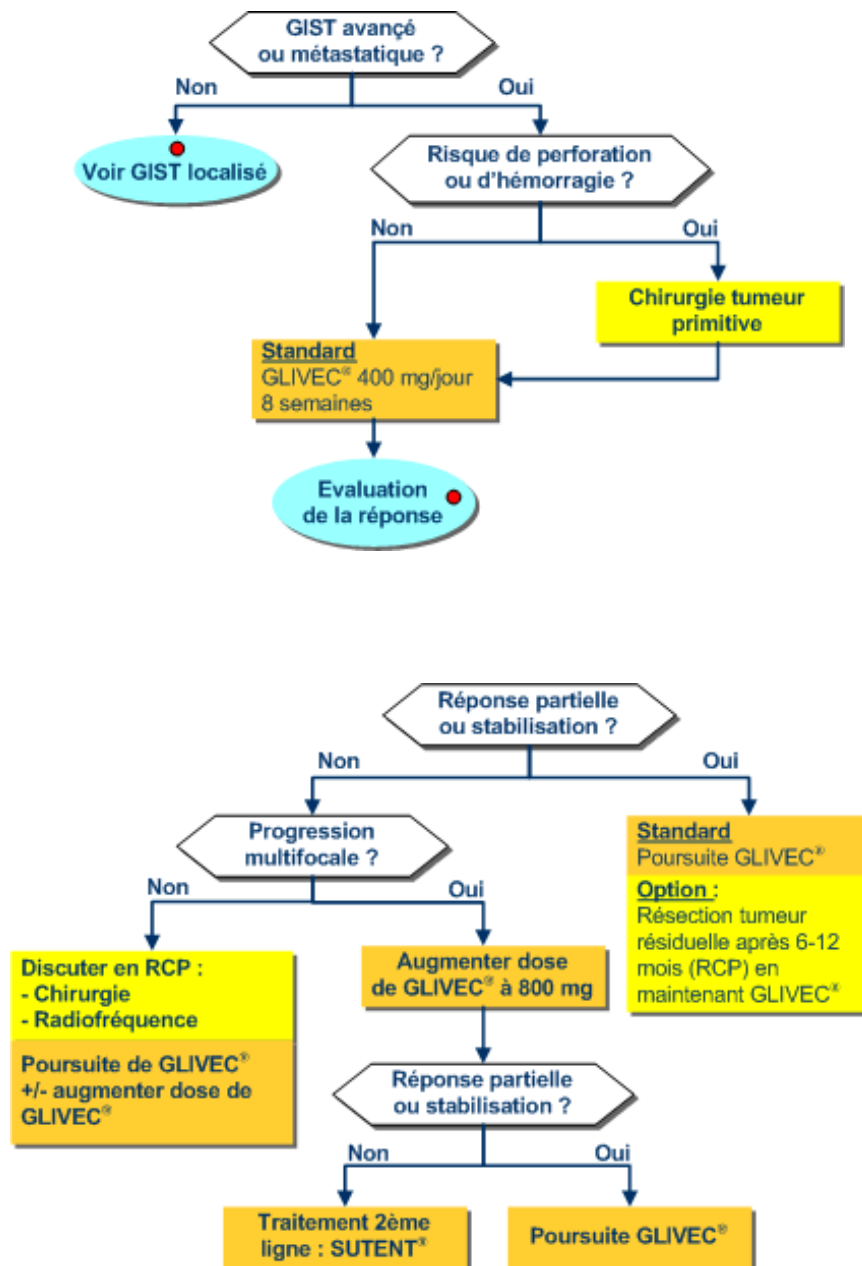 GIST avançé
ou métastatique ?
Non
Oui
Voir GIST localisé
Risque de perforation
ou d'hémorragie ?
Non
Oui
Chirurgie tumeur
primitive
Standard
GLIVEC® 400 mg/jour
8 semaines
Evaluation
de la réponse
Réponse partielle
ou stabilisation ?
Non
Oui
Progression
multifocale ?
Standard
Poursuite GLIVEC®
Option :
Résection tumeur
résiduelle après 6-12
mois (RCP) en
maintenant GLIVEC®
Non
Oui
Discuter en RCP :
- Chirurgie
- Radiofréquence
Poursuite de GLIVEC®
+/- augmenter dose de
GLIVEC®
Augmenter dose
de GLIVEC® à 800 mg
Réponse partielle
ou stabilisation ?
Non
Oui
Traitement 2ème
ligne : SUTENT®
Poursuite GLIVEC®